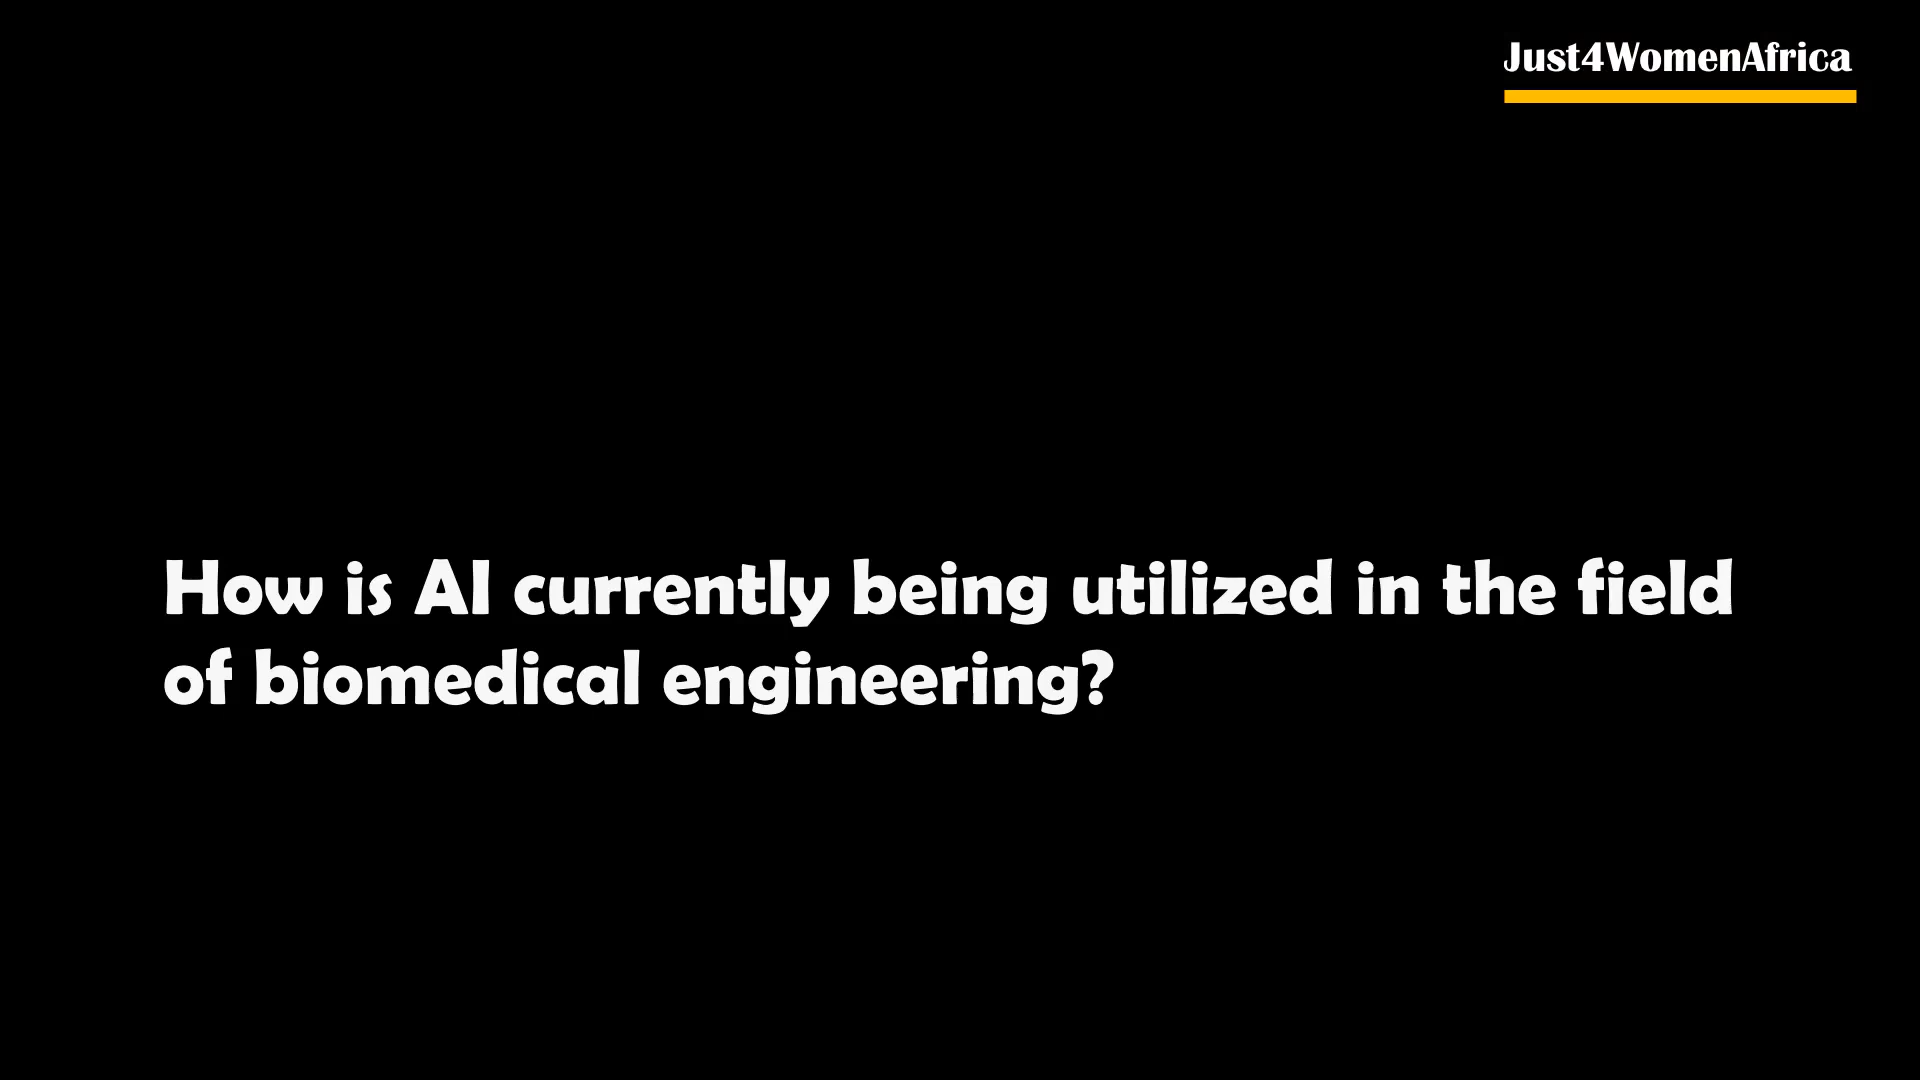 Just4WomenAfrica
How is AI currently being utilized in the field
of biomedical engineering?